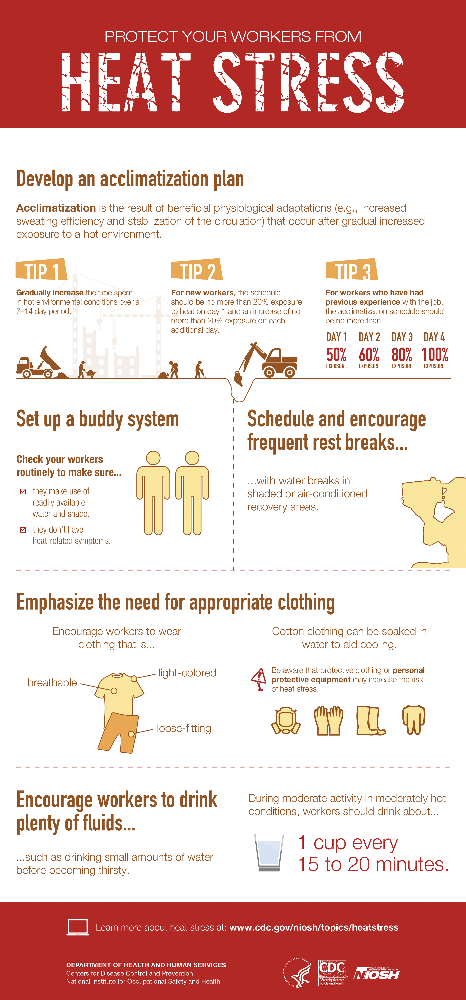 PROTECT YOUR WORKERS FROM
HEAT STRESS
Develop an acclimatization plan
Acclimatization is the result of beneficial physiological adaptations (e.g., increased
sweating efficiency and stabilization of the circulation) that occur after gradual increased
exposure to a hot environment.
TIP 1
Gradually increase the time spent
in hot environmental conditions over a
7–14 day period.
TIP 2
For new workers, the schedule
should be no more than 20% exposure
to heat on day 1 and an increase of no
more than 20% exposure on each
additional day.
TIP 3
For workers who have had
previous experience with the job,
the acclimatization schedule should
be no more than:
DAY 1 DAY 2 DAY 3 DAY 4
50% 60% 80% 100%
EXPOSURE EXPOSURE EXPOSURE EXPOSURE
Set up a buddy system
Check your workers
routinely to make sure...
they make use of
readily available
water and shade.
they don't have
heat-related symptoms.
Schedule and encourage
frequent rest breaks...
...with water breaks in
shaded or air-conditioned
recovery areas.
Emphasize the need for appropriate clothing
Encourage workers to wear
clothing that is...
light-colored
breathable
loose-fitting
Cotton clothing can be soaked in
water to aid cooling.
Be aware that protective clothing or personal
protective equipment may increase the risk
of heat stress.
Encourage workers to drink
plenty of fluids...
...such as drinking small amounts of water
before becoming thirsty.
During moderate activity in moderately hot
conditions, workers should drink about...
1 cup every
15 to 20 minutes.
Learn more about heat stress at: www.cdc.gov/niosh/topics/heatstress
DEPARTMENT OF HEALTH AND HUMAN SERVICES
Centers for Disease Control and Prevention
National Institute for Occupational Safety and Health
DEPARTMENT OF HEALTH AND HUMAN SERVICES · USA
CDC
Workplace
Safety and Health
National Institute for
Occupational Safety and Health
NIOSH